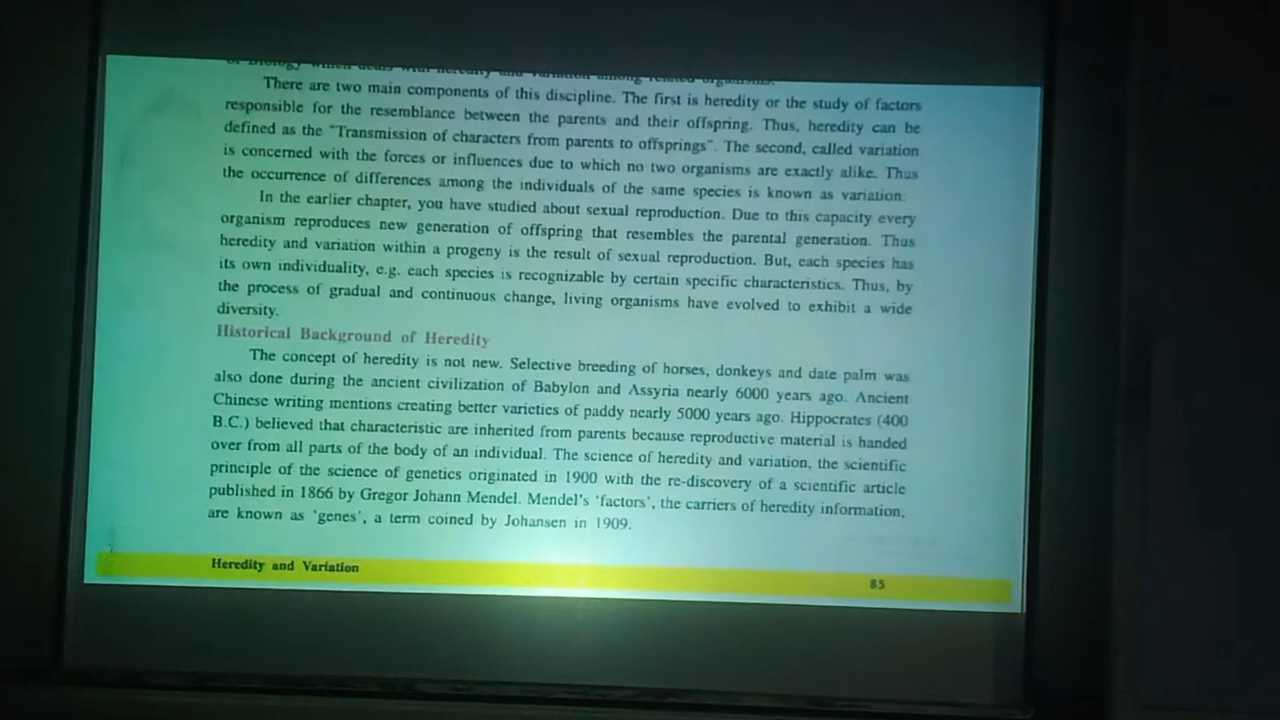 of Biology which deals with heredity and variation among related organisms.
There are two main components of this discipline. The first is heredity or the study of factors
responsible for the resemblance between the parents and their offspring. Thus, heredity can be
defined as the "Transmission of characters from parents to offsprings". The second, called variation
is concerned with the forces or influences due to which no two organisms are exactly alike. Thus
the occurrence of differences among the individuals of the same species is known as variation.
In the earlier chapter, you have studied about sexual reproduction. Due to this capacity every
organism reproduces new generation of offspring that resembles the parental generation. Thus
heredity and variation within a progeny is the result of sexual reproduction. But, each species has
its own individuality, e.g. each species is recognizable by certain specific characteristics. Thus, by
the process of gradual and continuous change, living organisms have evolved to exhibit a wide
diversity.
Historical Background of Heredity
The concept of heredity is not new. Selective breeding of horses, donkeys and date palm was
also done during the ancient civilization of Babylon and Assyria nearly 6000 years ago. Ancient
Chinese writing mentions creating better varieties of paddy nearly 5000 years ago. Hippocrates (400
B.C.) believed that characteristic are inherited from parents because reproductive material is handed
over from all parts of the body of an individual. The science of heredity and variation, the scientific
principle of the science of genetics originated in 1900 with the re-discovery of a scientific article
published in 1866 by Gregor Johann Mendel. Mendel's 'factors', the carriers of heredity information,
are known as 'genes', a term coined by Johansen in 1909.
Heredity and Variation
85